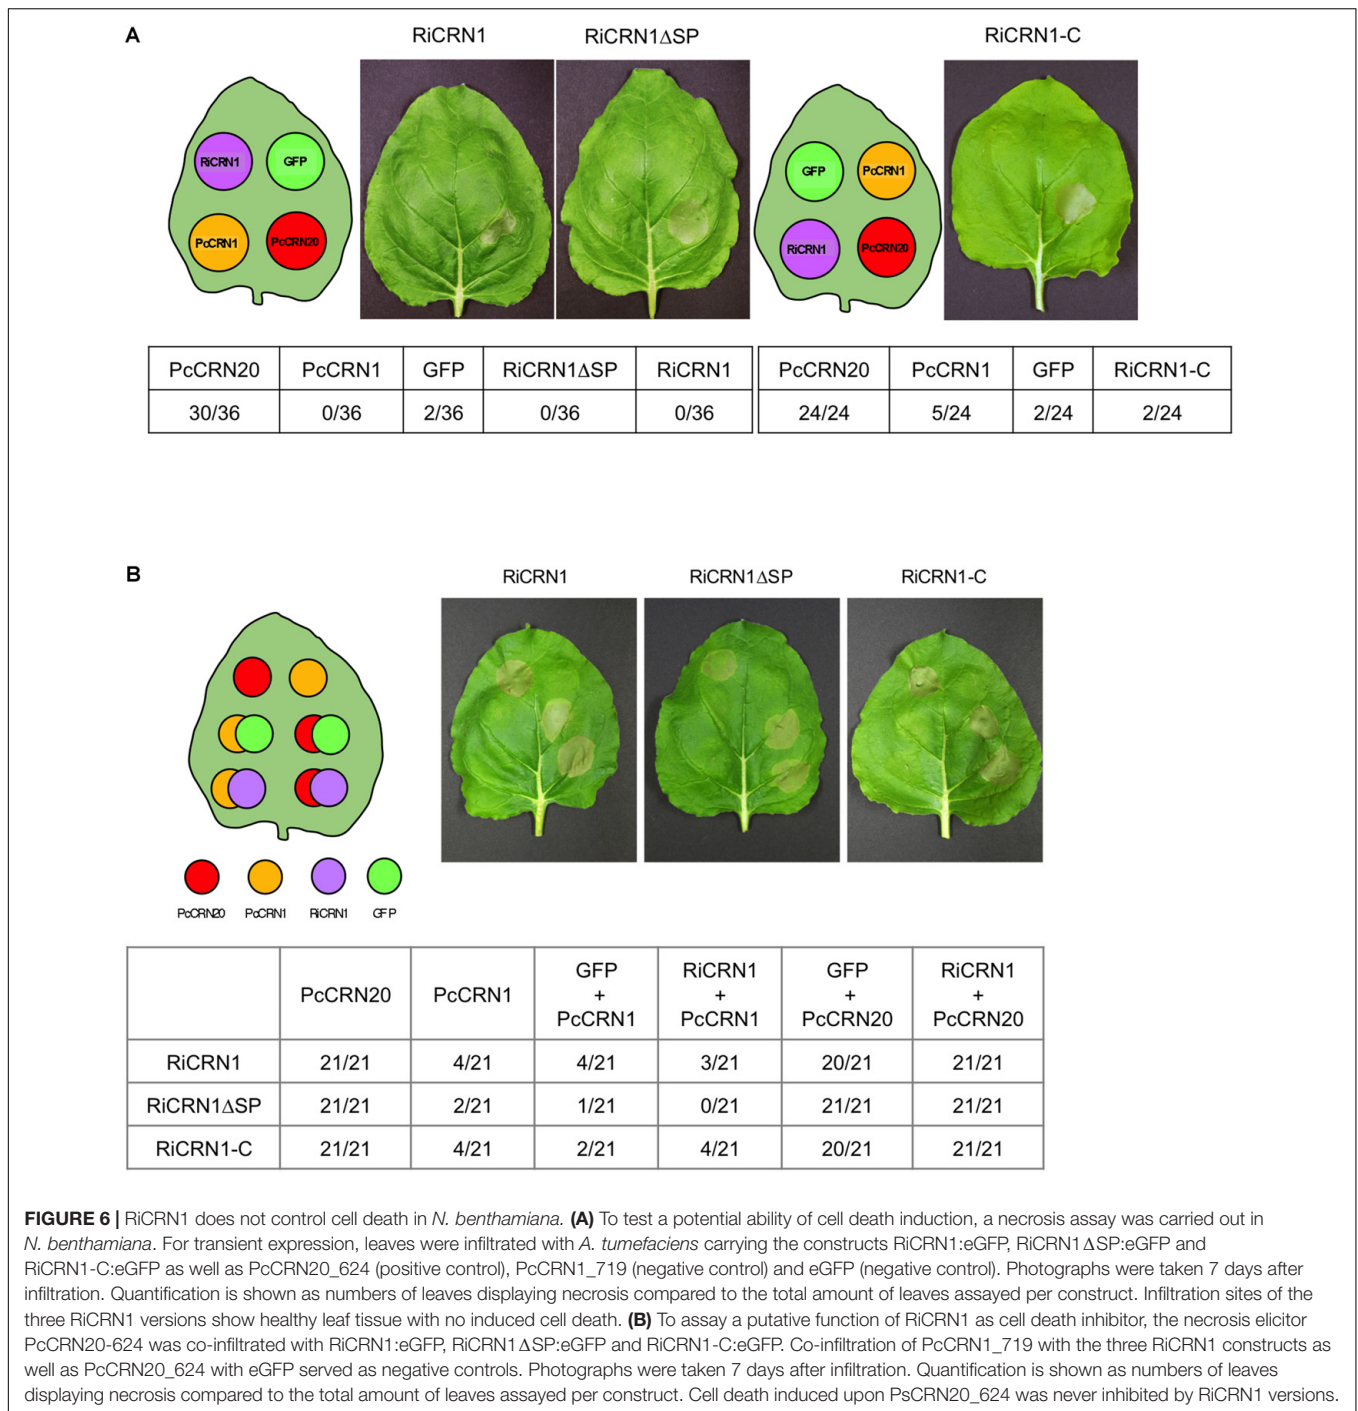 A
RiCRN1
RiCRN1ΔSP
RiCRN1-C
RiCRN1
GFP
PcCRN1
PcCRN20
GFP
PcCRN1
RiCRN1
PcCRN20
PcCRN20 PcCRN1 GFP RiCRN1ΔSP RiCRN1
30/36 0/36 2/36 0/36 0/36
PcCRN20 PcCRN1 GFP RiCRN1-C
24/24 5/24 2/24 2/24
B
RiCRN1
RiCRN1ΔSP
RiCRN1-C
PcCRN20 PcCRN1 RiCRN1 GFP
PcCRN20 PcCRN1 GFP + PcCRN1 RiCRN1 + PcCRN1 GFP + PcCRN20 RiCRN1 + PcCRN20
RiCRN1 21/21 4/21 4/21 3/21 20/21 21/21
RiCRN1ΔSP 21/21 2/21 1/21 0/21 21/21 21/21
RiCRN1-C 21/21 4/21 2/21 4/21 20/21 21/21
FIGURE 6 | RiCRN1 does not control cell death in N. benthamiana. (A) To test a potential ability of cell death induction, a necrosis assay was carried out in
N. benthamiana. For transient expression, leaves were infiltrated with A. tumefaciens carrying the constructs RiCRN1:eGFP, RiCRN1ΔSP:eGFP and
RiCRN1-C:eGFP as well as PcCRN20_624 (positive control), PcCRN1_719 (negative control) and eGFP (negative control). Photographs were taken 7 days after
infiltration. Quantification is shown as numbers of leaves displaying necrosis compared to the total amount of leaves assayed per construct. Infiltration sites of the
three RiCRN1 versions show healthy leaf tissue with no induced cell death. (B) To assay a putative function of RiCRN1 as cell death inhibitor, the necrosis elicitor
PcCRN20-624 was co-infiltrated with RiCRN1:eGFP, RiCRN1ΔSP:eGFP and RiCRN1-C:eGFP. Co-infiltration of PcCRN1_719 with the three RiCRN1 constructs as
well as PcCRN20_624 with eGFP served as negative controls. Photographs were taken 7 days after infiltration. Quantification is shown as numbers of leaves
displaying necrosis compared to the total amount of leaves assayed per construct. Cell death induced upon PsCRN20_624 was never inhibited by RiCRN1 versions.